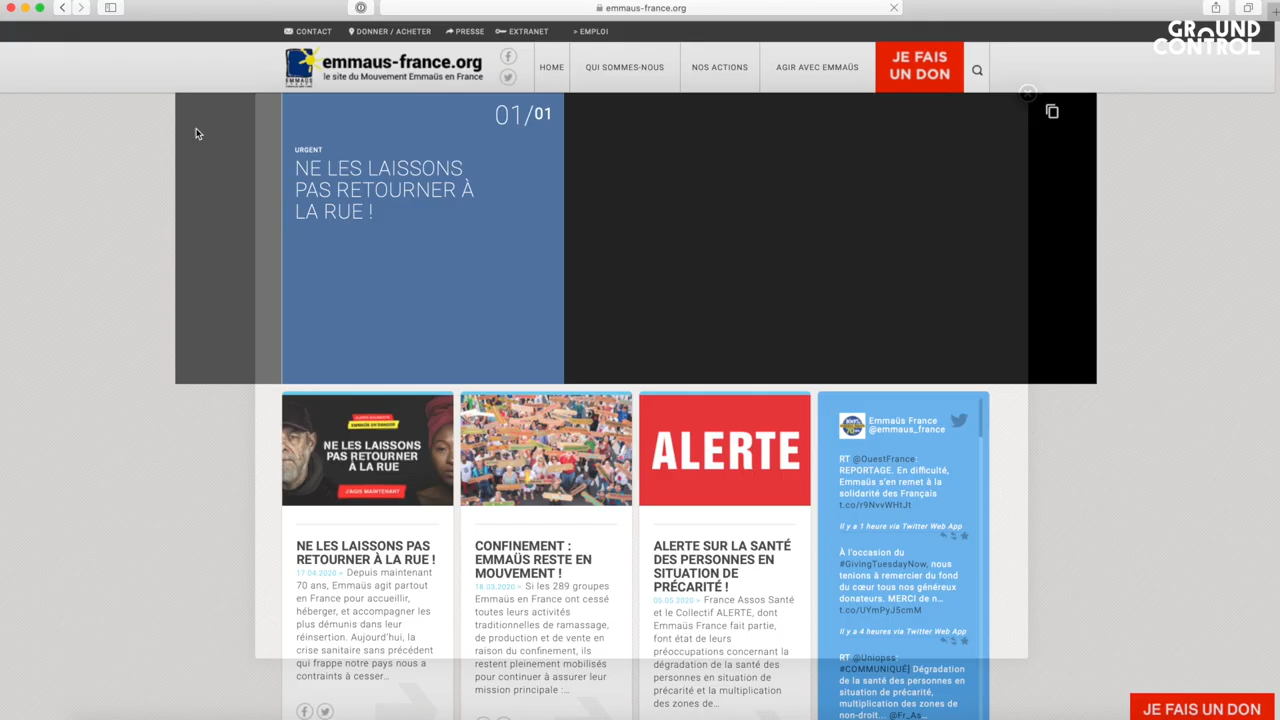 emmaus-france.org
GROUND CONTROL
CONTACT
DONNER / ACHETER
PRESSE
EXTRANET
> EMPLOI
emmaus-france.org
le site du Mouvement Emmaüs en France
HOME
QUI SOMMES-NOUS
NOS ACTIONS
AGIR AVEC EMMAÜS
JE FAIS
UN DON
01/01
URGENT
NE LES LAISSONS
PAS RETOURNER À
LA RUE !
NE LES LAISSONS
PAS RETOURNER
À LA RUE
J'AGIS MAINTENANT
NE LES LAISSONS PAS
RETOURNER À LA RUE !
17.04.2020 » Depuis maintenant
70 ans, Emmaüs agit partout
en France pour accueillir,
héberger, et accompagner les
plus démunis dans leur
réinsertion. Aujourd'hui, la
crise sanitaire sans précédent
qui frappe notre pays nous a
contraints à cesser...
CONFINEMENT :
EMMAÜS RESTE EN
MOUVEMENT !
18.03.2020 » Si les 289 groupes
Emmaüs en France ont cessé
toutes leurs activités
traditionnelles de ramassage,
de production et de vente en
raison du confinement, ils
restent pleinement mobilisés
pour continuer à assurer leur
mission principale :...
ALERTE
ALERTE SUR LA SANTÉ
DES PERSONNES EN
SITUATION DE
PRÉCARITÉ !
05.05.2020 » France Assos Santé
et le Collectif ALERTE, dont
Emmaüs France fait partie,
font état de leurs
préoccupations concernant la
dégradation de la santé des
personnes en situation de
précarité et la multiplication
des zones de...
Emmaüs France
@emmaus_france
RT @OuestFrance:
REPORTAGE. En difficulté,
Emmaüs s'en remet à la
solidarité des Français
t.co/r9NvvWHtJt
Il y a 1 heure via Twitter Web App
À l'occasion du
#GivingTuesdayNow, nous
tenions à remercier du fond
du cœur tous nos généreux
donateurs. MERCI de n...
t.co/UYmPyJ5cmM
Il y a 4 heures via Twitter Web App
RT @Uniopss:
#COMMUNIQUÉ] Dégradation
de la santé des personnes en
situation de précarité,
multiplication des zones de
non-droit... @Fr_As...
JE FAIS UN DON